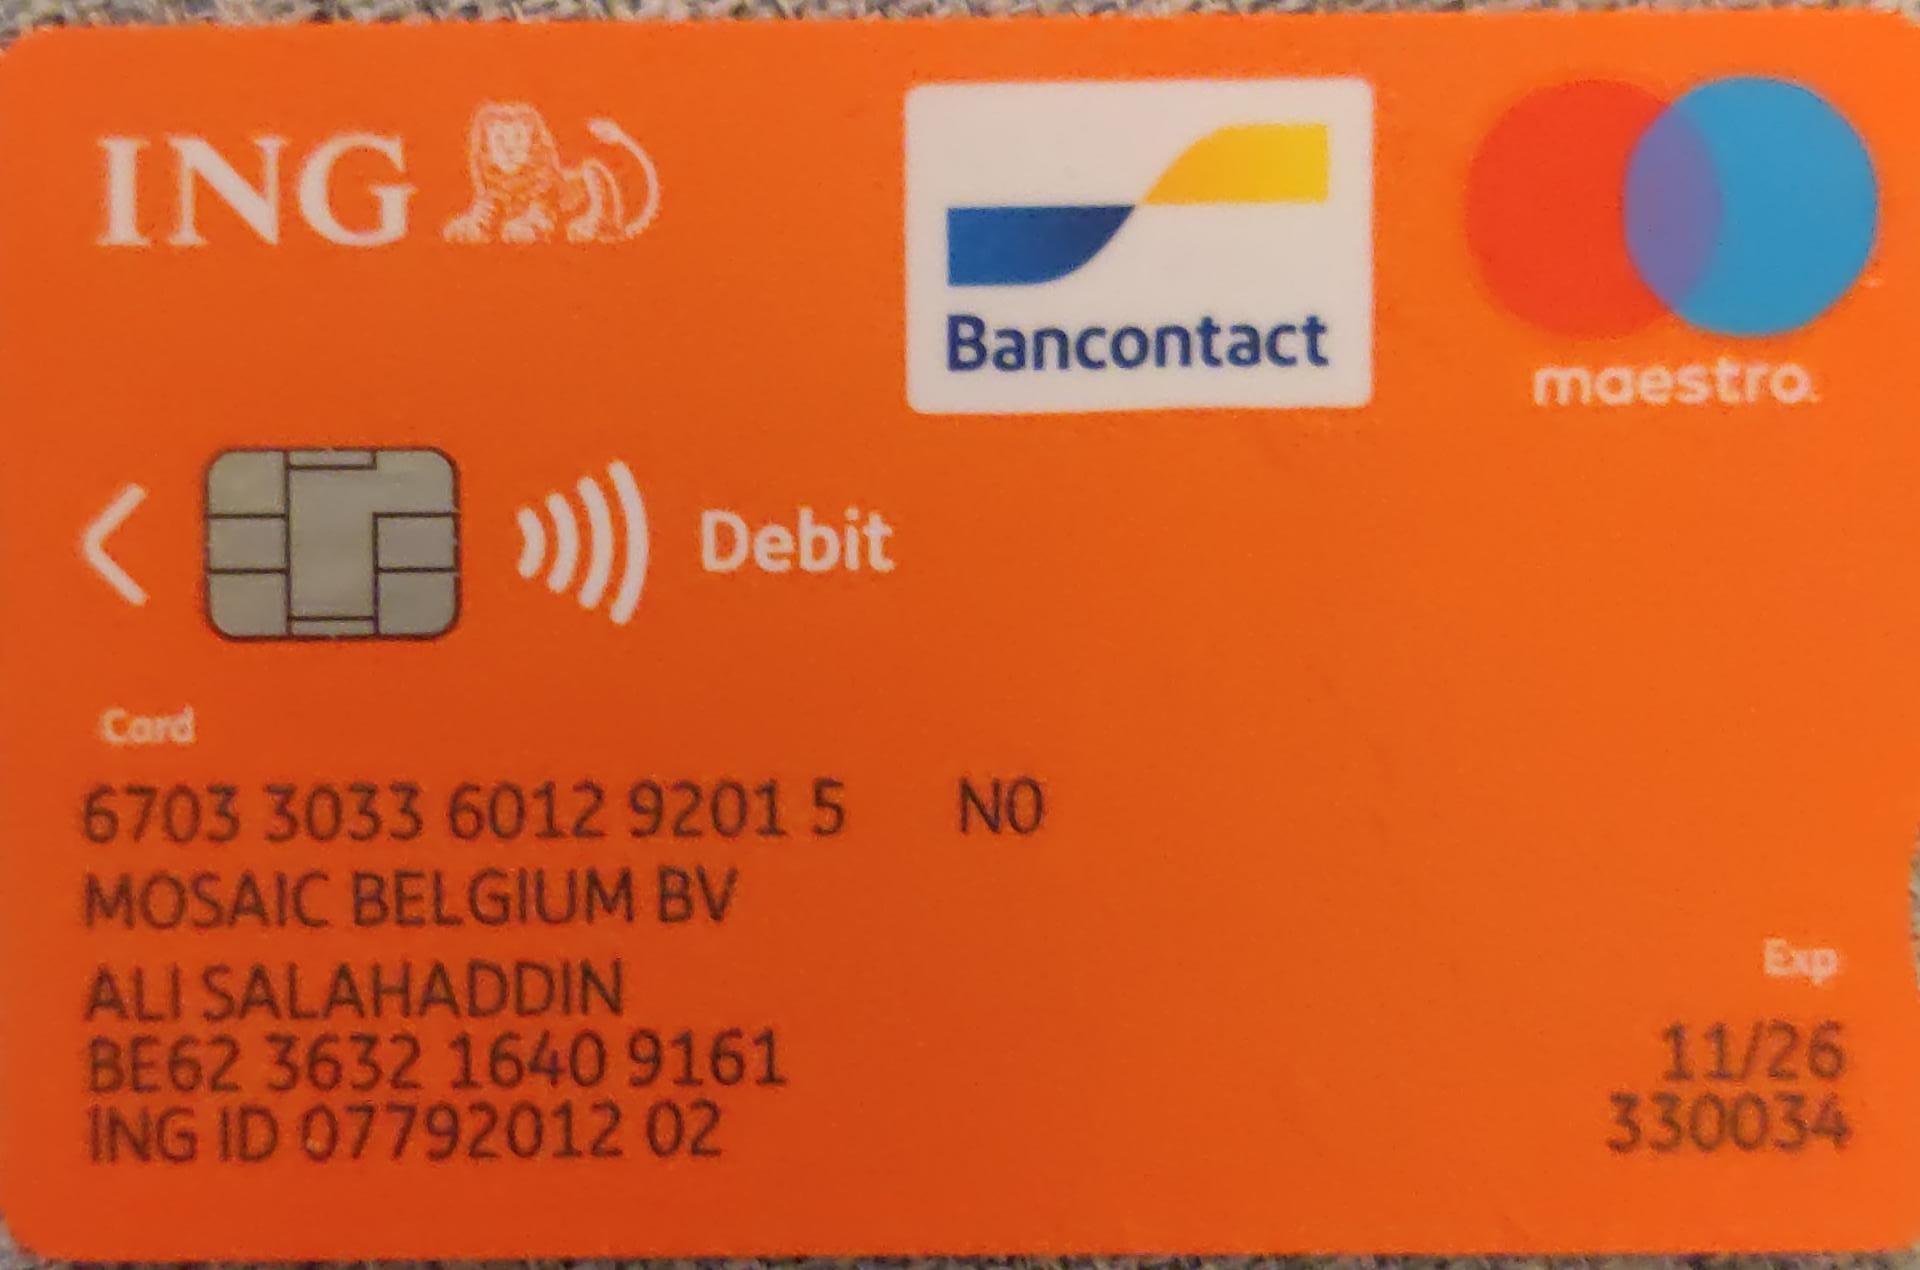 ING
Bancontact
maestro.
Debit
Card
6703 3033 6012 9201 5 NO
MOSAIC BELGIUM BV
ALI SALAHADDIN
BE62 3632 1640 9161
ING ID 07792012 02
Exp
11/26
330034